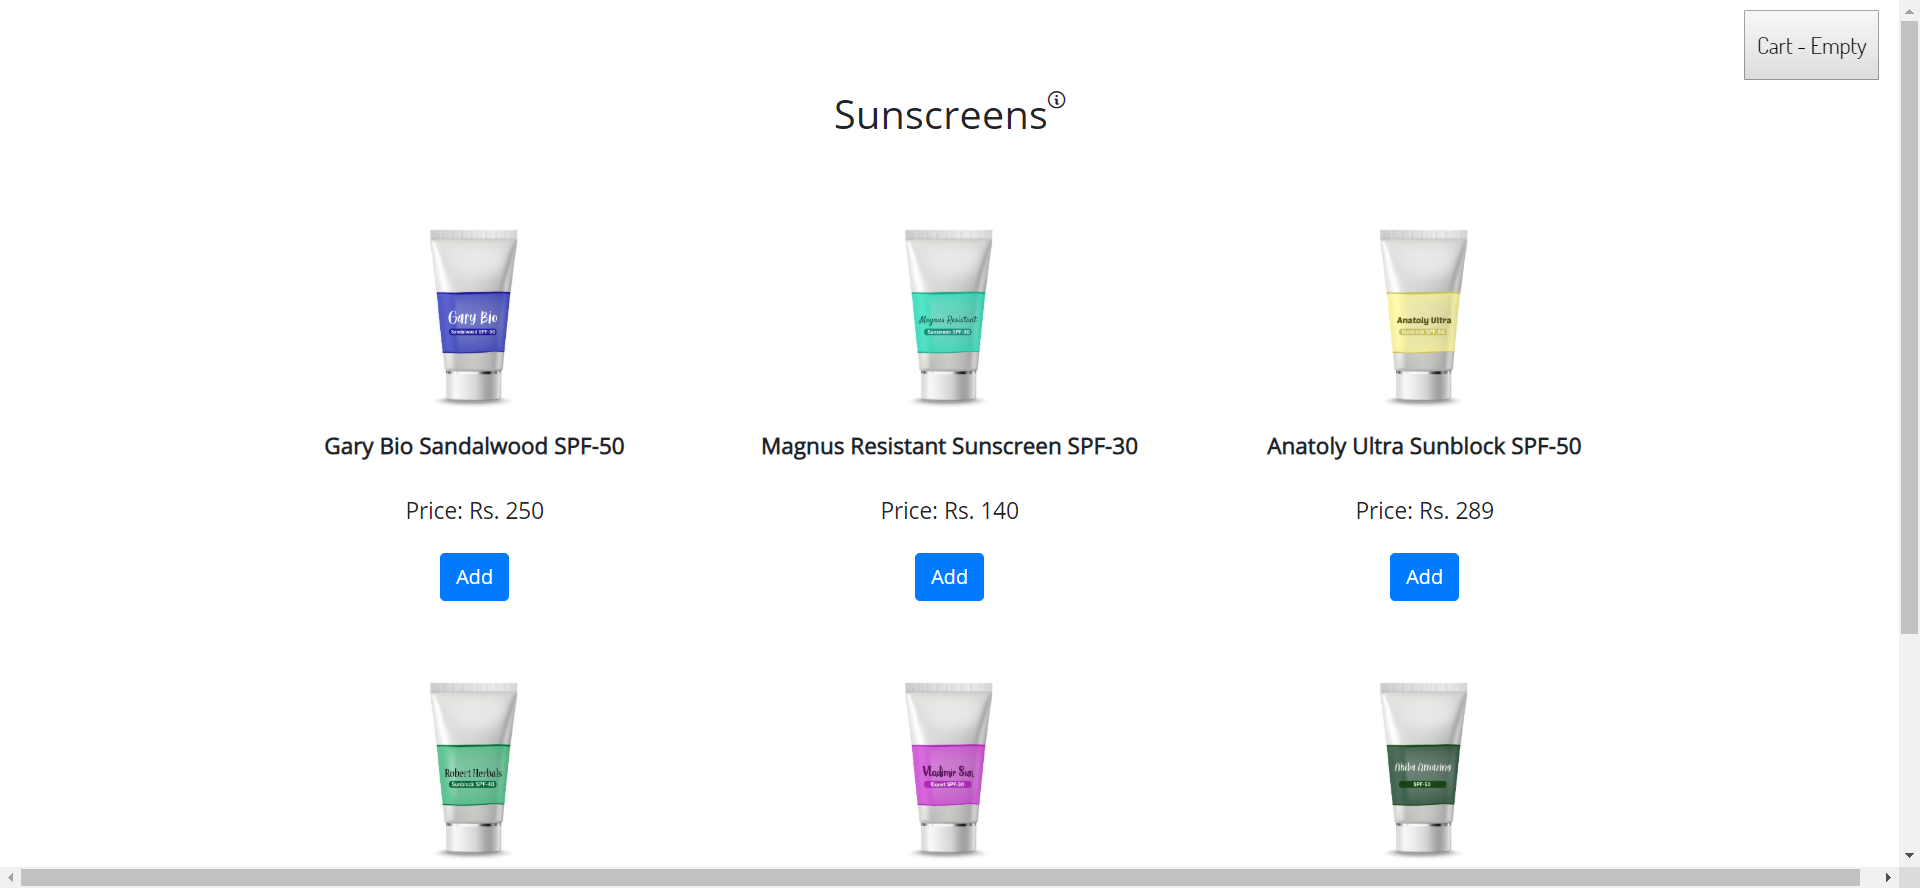 Cart - Empty
Sunscreens
Gary Bio
Sandalwood SPF-50
Magnus Resistant
Sunscreen SPF-30
Anatoly Ultra
Sunblock SPF-50
Gary Bio Sandalwood SPF-50
Magnus Resistant Sunscreen SPF-30
Anatoly Ultra Sunblock SPF-50
Price: Rs. 250
Price: Rs. 140
Price: Rs. 289
Add
Add
Add
Robert Herbals
Sunblock SPF-40
Vladimir Sun
Expert SPF-30
Amazing
SPF-50